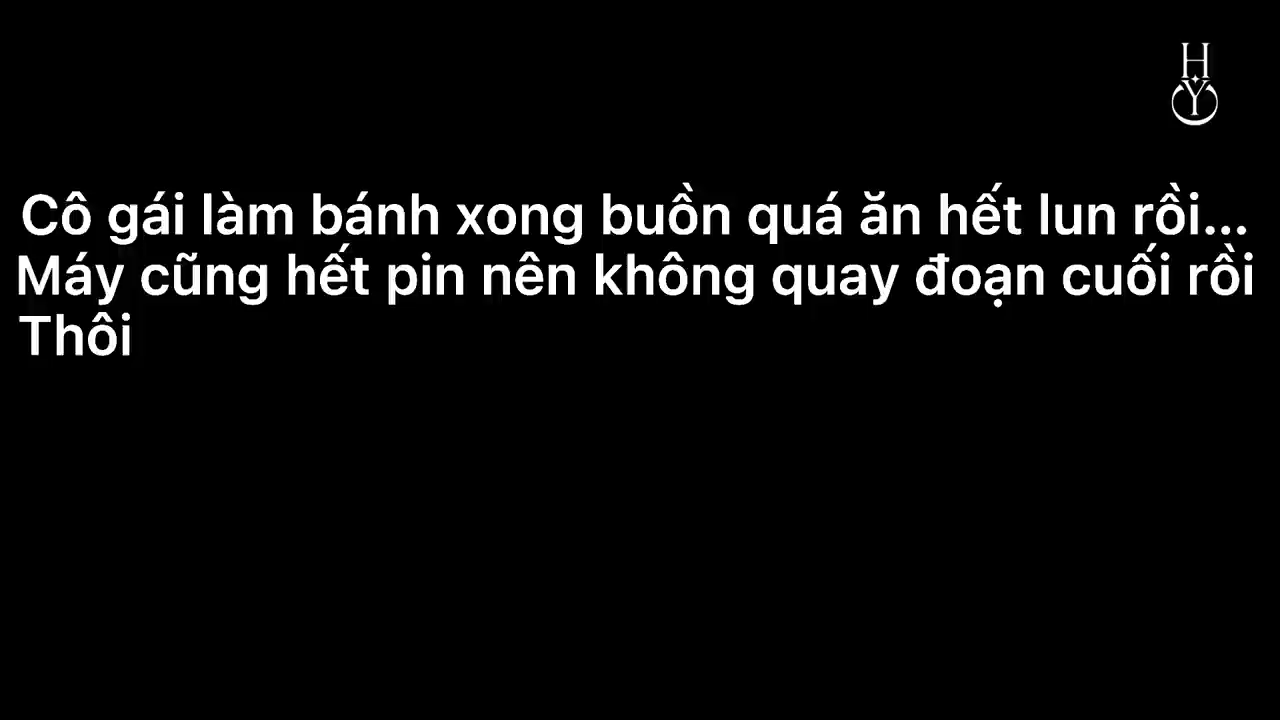 H
Y
Cô gái làm bánh xong buồn quá ăn hết lun rồi...
Máy cũng hết pin nên không quay đoạn cuối rồi
Thôi